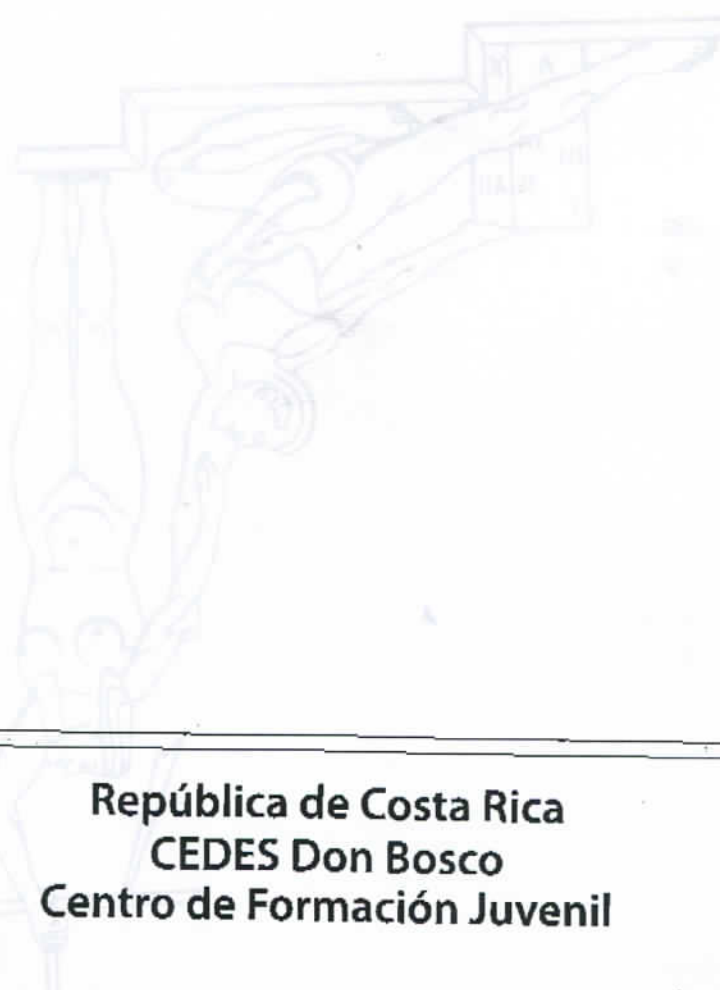 República de Costa Rica
CEDES Don Bosco
Centro de Formación Juvenil